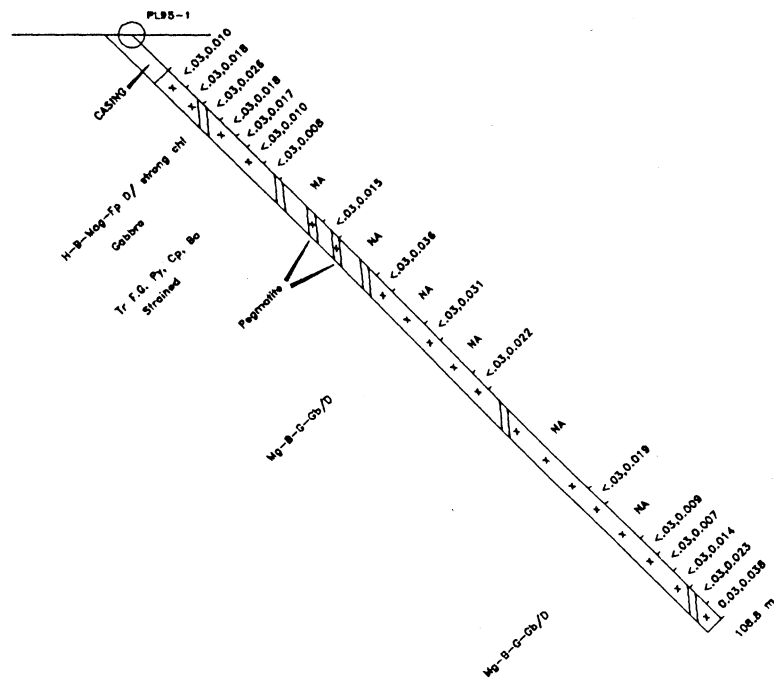 PL95-1
CASING
<.03,0.010
<.03,0.018
<.03,0.026
<.03,0.018
<.03,0.017
<.03,0.010
<.03,0.008
NA
<.03,0.015
NA
<.03,0.036
NA
<.03,0.031
NA
<.03,0.022
NA
<.03,0.019
NA
<.03,0.009
<.03,0.007
<.03,0.014
<.03,0.023
0.03,0.038
108.8 m
H-B-Mag-Fp D/ strong chl
Gabbro
Tr F.G. Py, Cp, Bo
Strained
Pegmatite
Mg-B-G-Gb/D
Mg-B-G-Gb/D